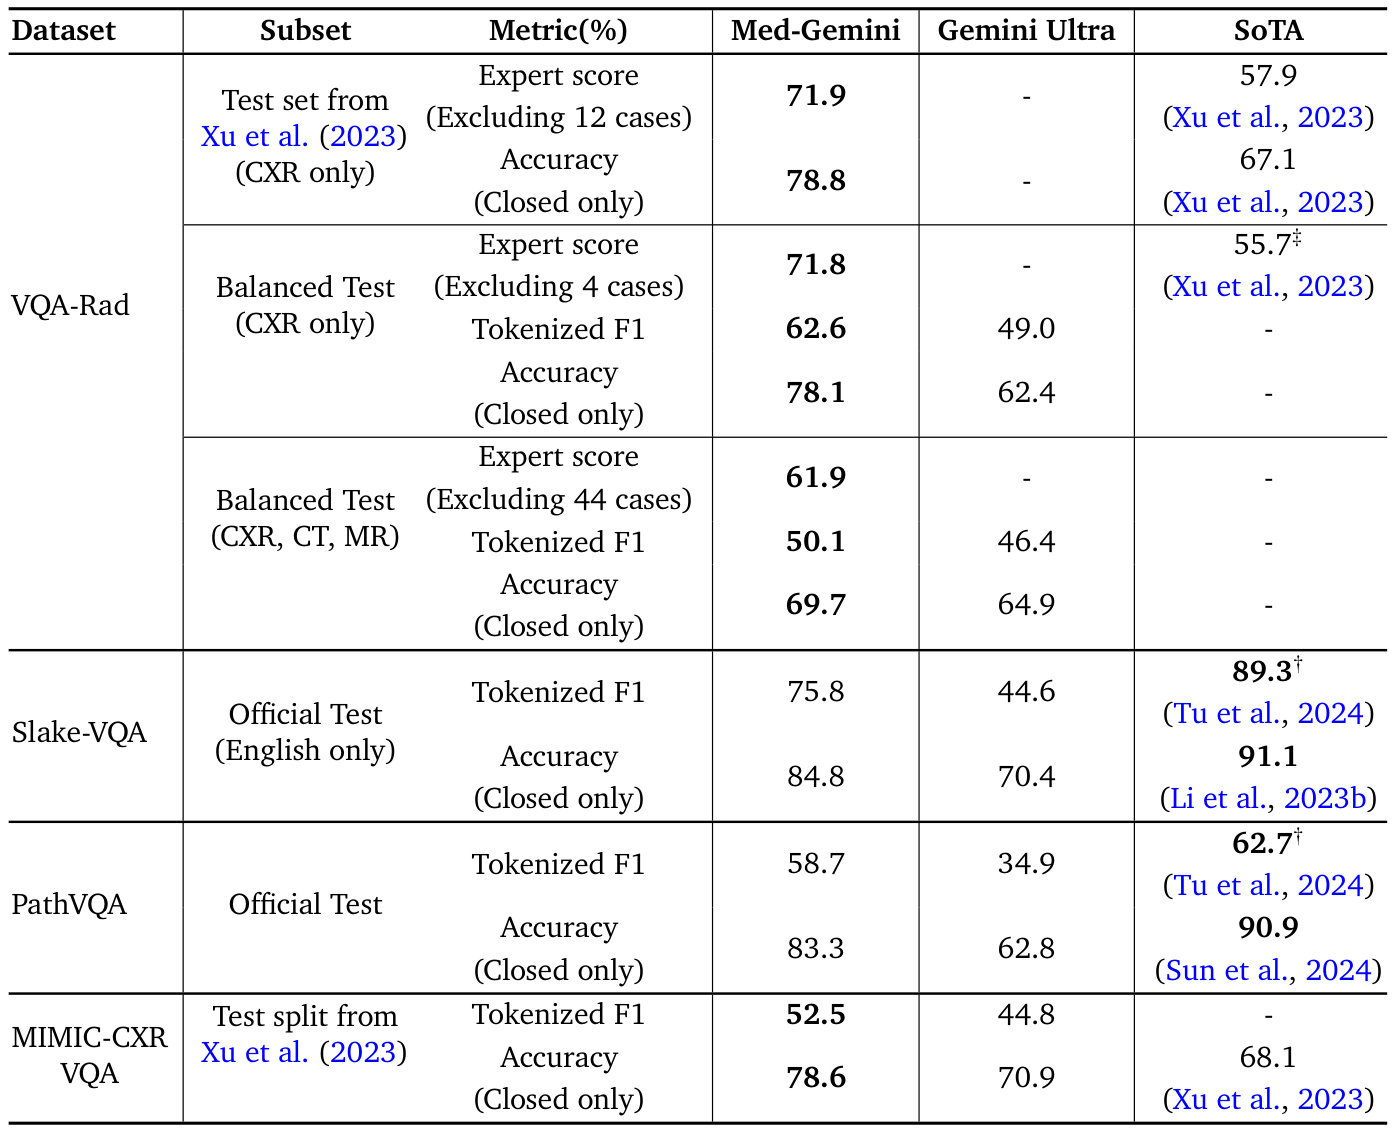 Dataset Subset Metric(%) Med-Gemini Gemini Ultra SoTA
VQA-Rad
Test set from
Xu et al. (2023)
(CXR only)
Expert score
(Excluding 12 cases)
71.9
-
57.9
(Xu et al., 2023)
Accuracy
(Closed only)
78.8
-
67.1
(Xu et al., 2023)
Balanced Test
(CXR only)
Expert score
(Excluding 4 cases)
71.8
-
55.7‡
(Xu et al., 2023)
Tokenized F1 62.6 49.0 -
Accuracy
(Closed only)
78.1 62.4 -
Balanced Test
(CXR, CT, MR)
Expert score
(Excluding 44 cases)
61.9 - -
Tokenized F1 50.1 46.4 -
Accuracy
(Closed only)
69.7 64.9 -
Slake-VQA
Official Test
(English only)
Tokenized F1 75.8 44.6
89.3†
(Tu et al., 2024)
Accuracy
(Closed only)
84.8 70.4
91.1
(Li et al., 2023b)
PathVQA
Official Test
Tokenized F1 58.7 34.9
62.7†
(Tu et al., 2024)
Accuracy
(Closed only)
83.3 62.8
90.9
(Sun et al., 2024)
MIMIC-CXR
VQA
Test split from
Xu et al. (2023)
Tokenized F1 52.5 44.8 -
Accuracy
(Closed only)
78.6 70.9
68.1
(Xu et al., 2023)